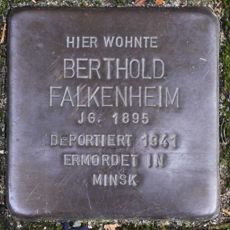 HIER WOHNTE
BERTHOLD
FALKENHEIM
JG. 1895
DEPORTIERT 1941
ERMORDET IN
MINSK